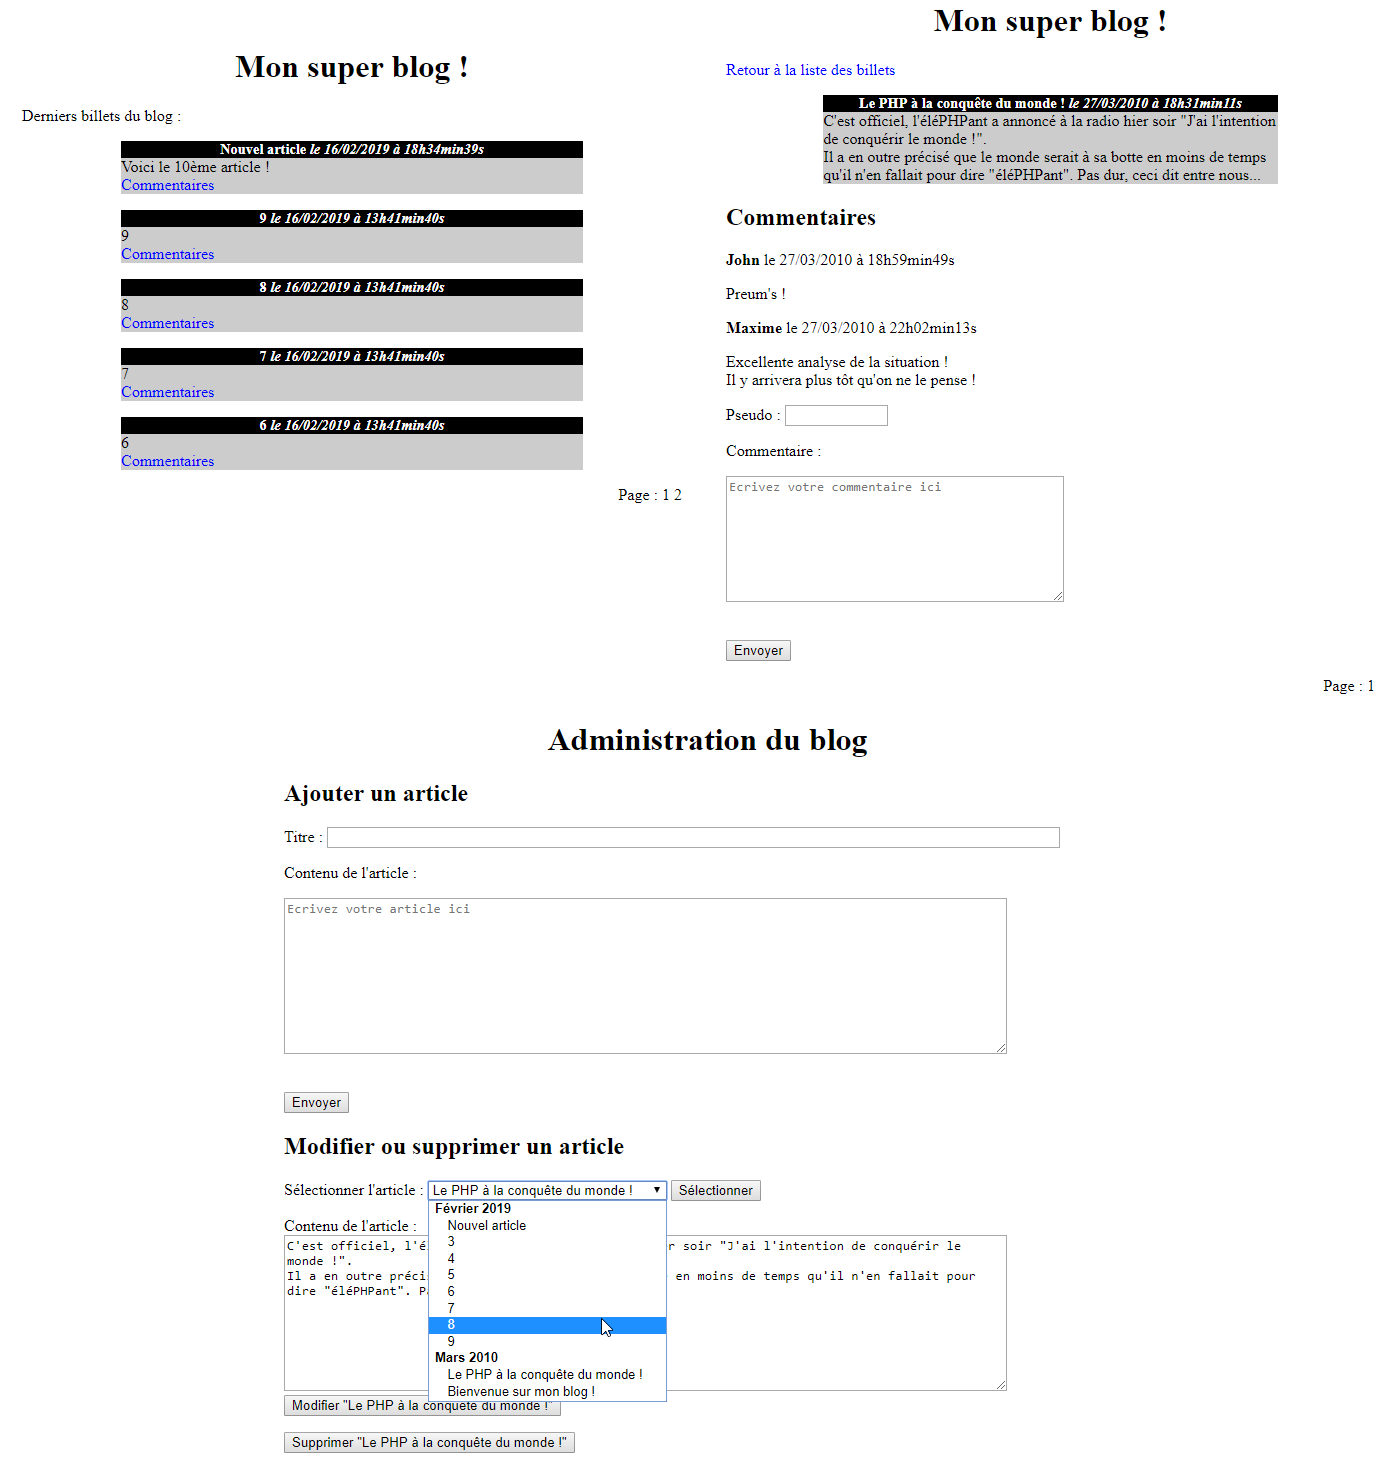 Mon super blog !
Derniers billets du blog :
Nouvel article le 16/02/2019 à 18h34min39s
Voici le 10ème article !
Commentaires
9 le 16/02/2019 à 13h41min40s
9
Commentaires
8 le 16/02/2019 à 13h41min40s
8
Commentaires
7 le 16/02/2019 à 13h41min40s
7
Commentaires
6 le 16/02/2019 à 13h41min40s
6
Commentaires
Page : 1 2
Mon super blog !
Retour à la liste des billets
Le PHP à la conquête du monde ! le 27/03/2010 à 18h31min11s
C'est officiel, l'éléPHPant a annoncé à la radio hier soir "J'ai l'intention
de conquérir le monde !".
Il a en outre précisé que le monde serait à sa botte en moins de temps
qu'il n'en fallait pour dire "éléPHPant". Pas dur, ceci dit entre nous...
Commentaires
John le 27/03/2010 à 18h59min49s
Preum's !
Maxime le 27/03/2010 à 22h02min13s
Excellente analyse de la situation !
Il y arrivera plus tôt qu'on ne le pense !
Pseudo :
Commentaire :
Ecrivez votre commentaire ici
Envoyer
Page : 1
Administration du blog
Ajouter un article
Titre :
Contenu de l'article :
Ecrivez votre article ici
Envoyer
Modifier ou supprimer un article
Sélectionner l'article : Le PHP à la conquête du monde ! Sélectionner
Février 2019
Nouvel article
3
4
5
6
7
8
9
Mars 2010
Le PHP à la conquête du monde !
Bienvenue sur mon blog !
Contenu de l'article :
C'est officiel, l'é r soir "J'ai l'intention de conquérir le
monde !".
Il a en outre préci en moins de temps qu'il n'en fallait pour
dire "éléPHPant". P
Modifier "Le PHP à la conquête du monde !"
Supprimer "Le PHP à la conquête du monde !"